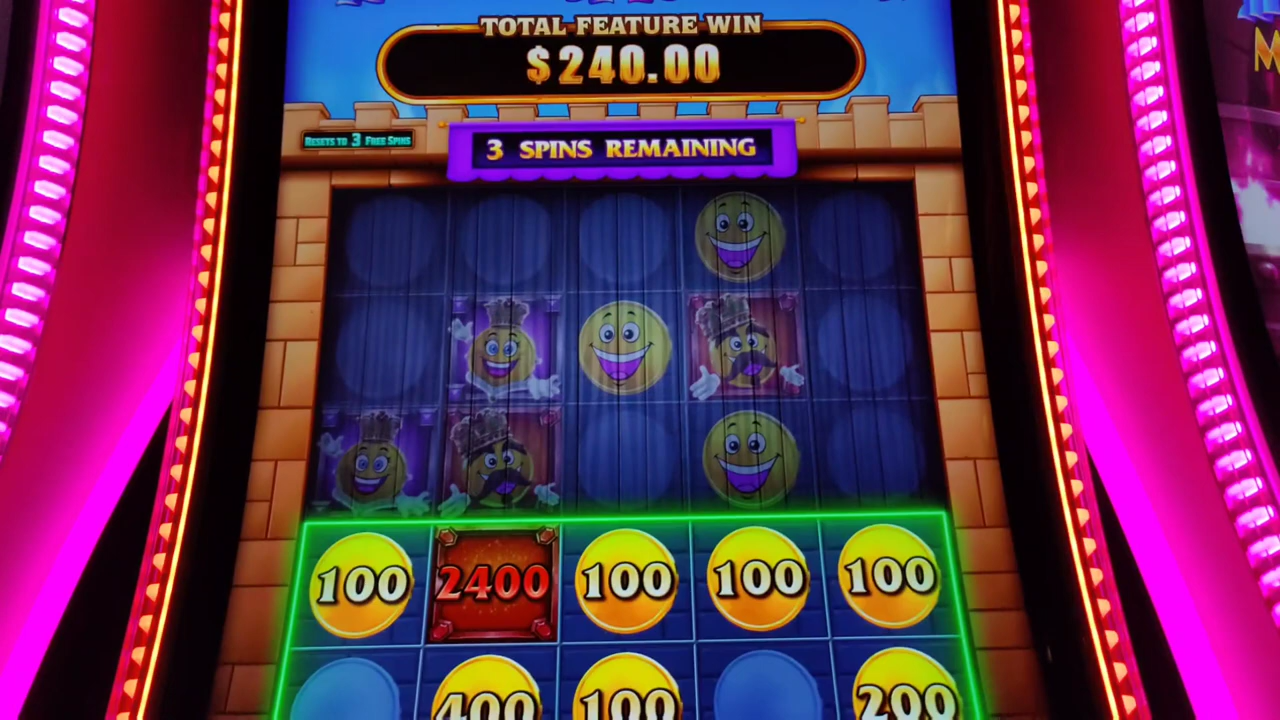 TOTAL FEATURE WIN
$240.00
RESETS TO 3 FREE SPINS
3 SPINS REMAINING
100 2400 100 100 100
400 100 200